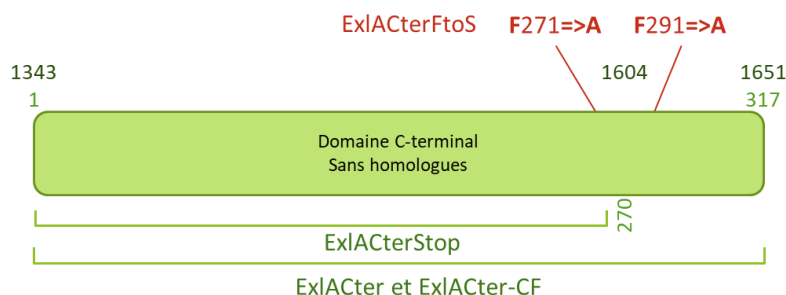 ExlACterFtoS F271=>A F291=>A
1343 1604 1651
1 317
Domaine C-terminal
Sans homologues
270
ExlACterStop
ExlACter et ExlACter-CF